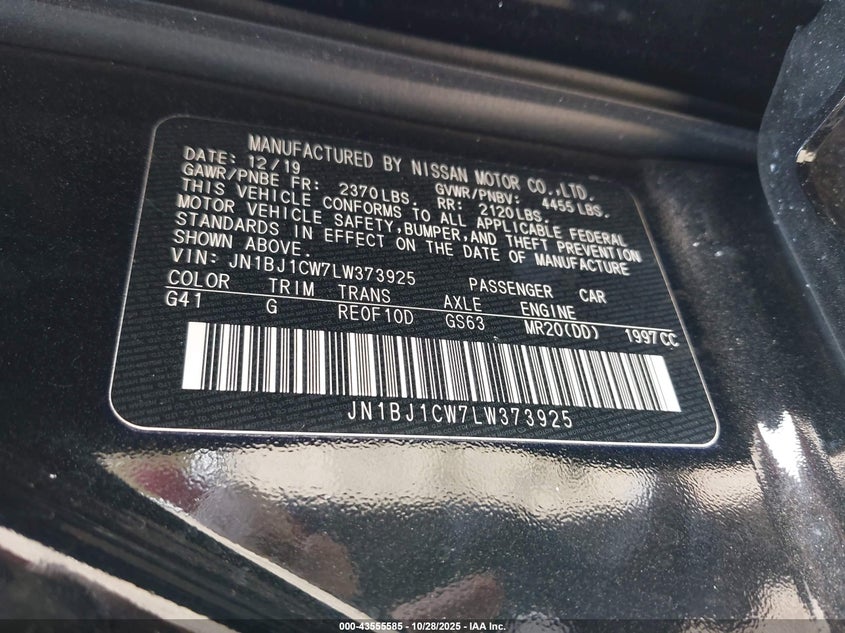 MANUFACTURED BY NISSAN MOTOR CO.,LTD.
DATE: 12/19 GVWR/PNBV: 4455 LBS.
GAWR/PNBE FR: 2370LBS. RR: 2120LBS.
THIS VEHICLE CONFORMS TO ALL APPLICABLE FEDERAL
MOTOR VEHICLE SAFETY,BUMPER,AND THEFT PREVENTION
STANDARDS IN EFFECT ON THE DATE OF MANUFACTURE
SHOWN ABOVE.
VIN: JN1BJ1CW7LW373925 PASSENGER CAR
COLOR TRIM TRANS AXLE ENGINE
G41 G RE0F10D GS63 MR20(DD) 1997CC
JN1BJ1CW7LW373925
000-43555585 - 10/28/2025 - IAA Inc.